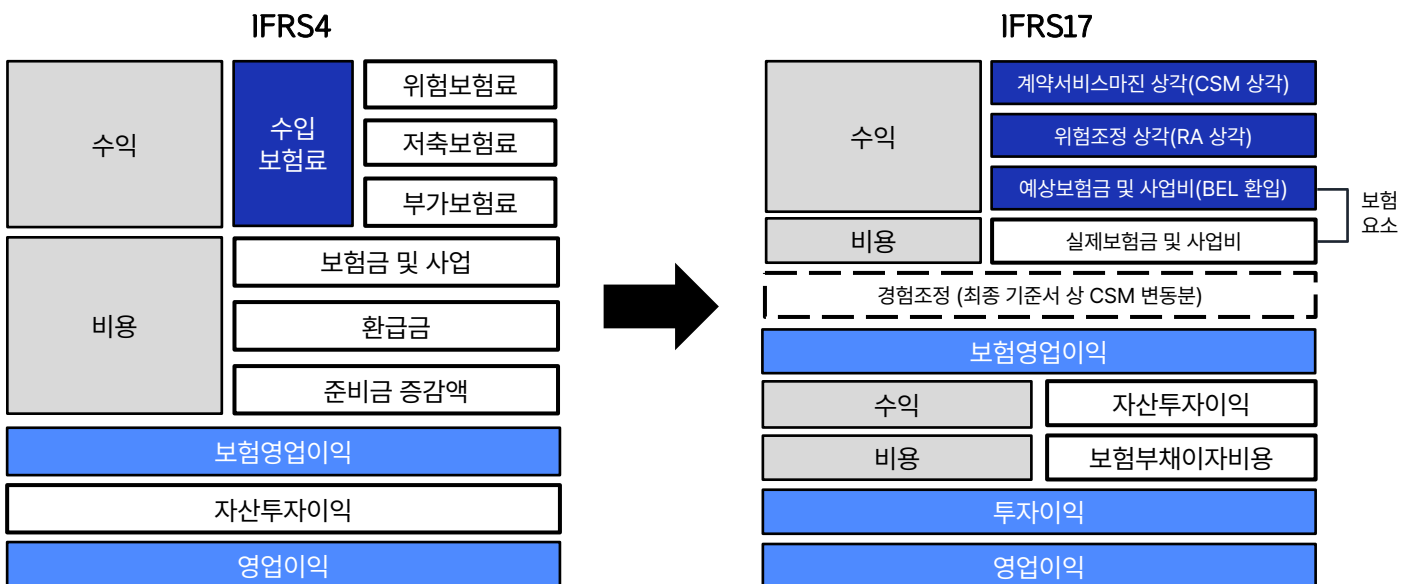 IFRS4
수익
수입
보험료
위험보험료
저축보험료
부가보험료
비용
보험금 및 사업
환급금
준비금 증감액
보험영업이익
자산투자이익
영업이익
IFRS17
수익
계약서비스마진 상각(CSM 상각)
위험조정 상각(RA 상각)
예상보험금 및 사업비(BEL 환입)
보험
요소
비용
실제보험금 및 사업비
경험조정 (최종 기준서 상 CSM 변동분)
보험영업이익
수익
자산투자이익
비용
보험부채이자비용
투자이익
영업이익